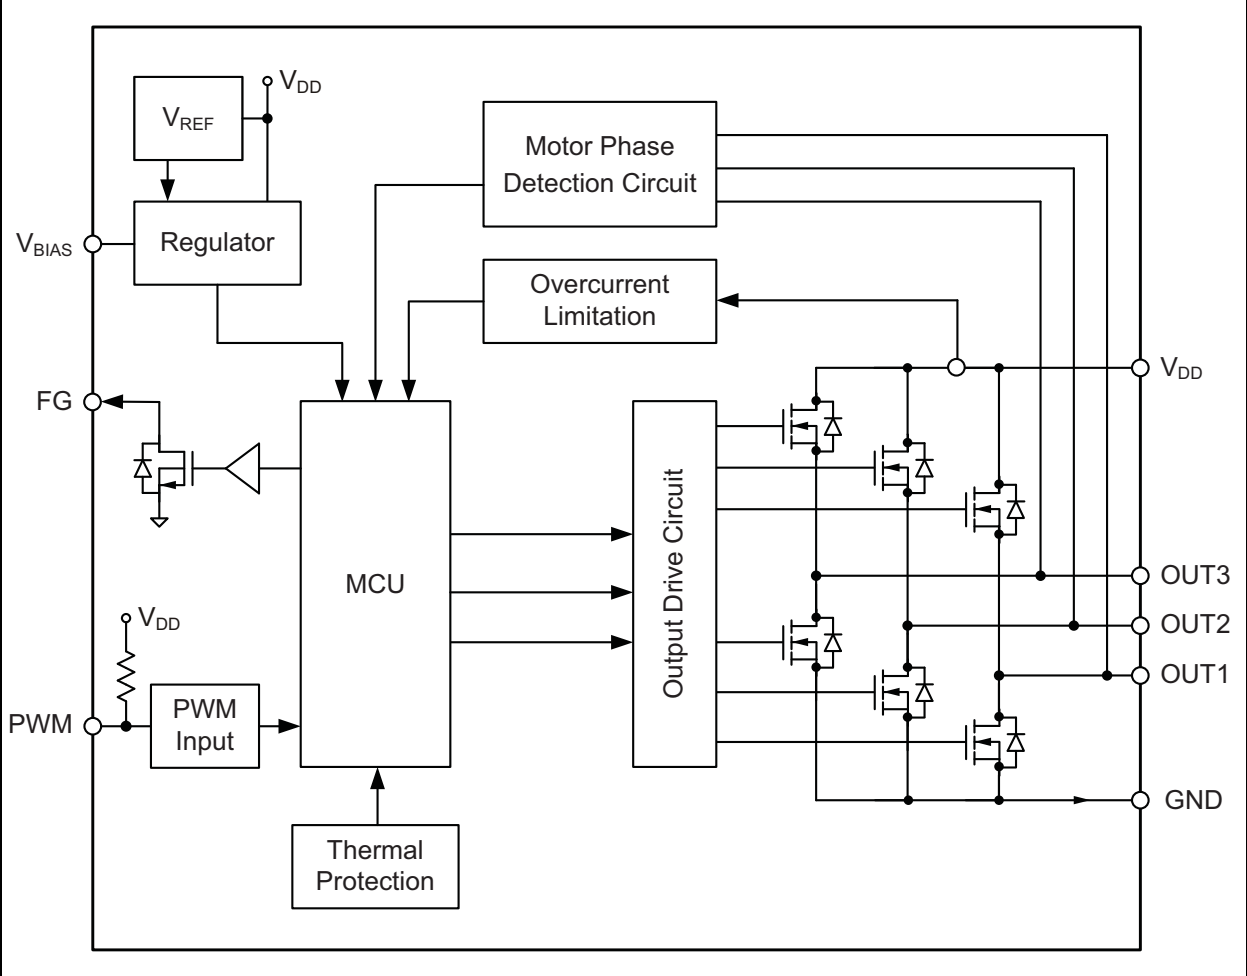 VDD
VREF
Motor Phase
Detection Circuit
VBIAS
Regulator
Overcurrent
Limitation
VDD
FG
Output Drive Circuit
MCU
OUT3
VDD
OUT2
OUT1
PWM
PWM
Input
GND
Thermal
Protection